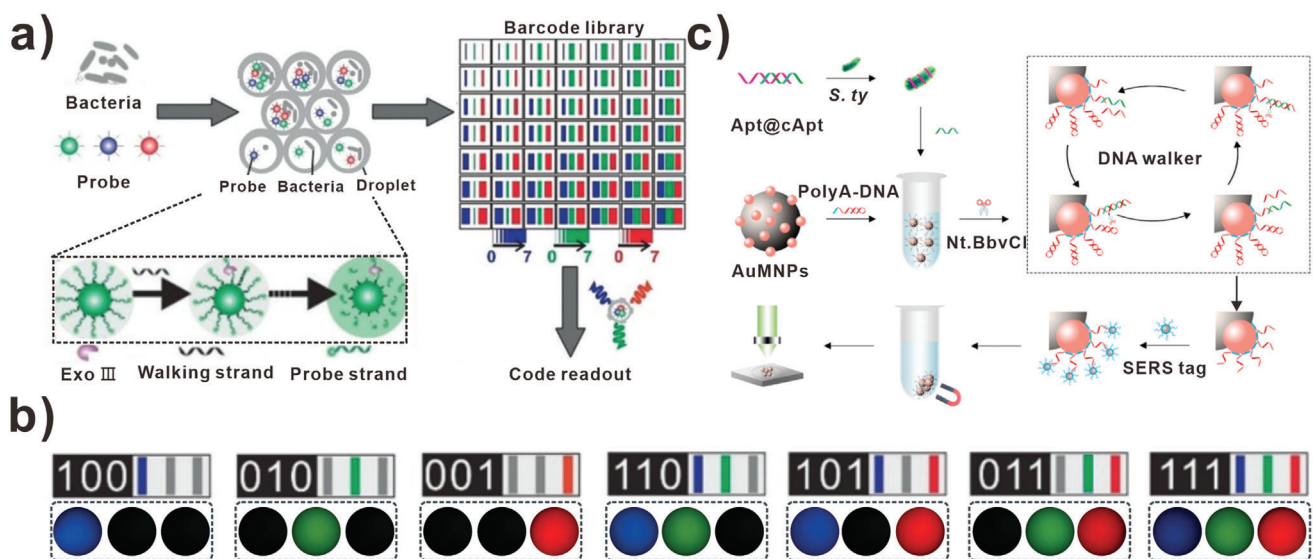 a)
Bacteria
Probe
Probe
Bacteria
Droplet
Exo III
Walking strand
Probe strand
Barcode library
0 7
0 7
0 7
Code readout
c)
S. ty
Apt@cApt
PolyA-DNA
AuMNPs
Nt.BbvCI
DNA walker
SERS tag
b)
100
010
001
110
101
011
111